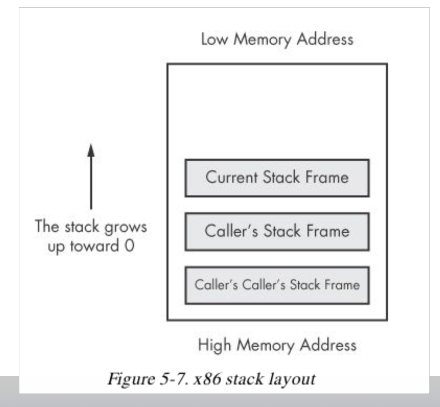 Low Memory Address
Current Stack Frame
The stack grows
up toward 0
Caller's Stack Frame
Caller's Caller's Stack Frame
High Memory Address
Figure 5-7. x86 stack layout